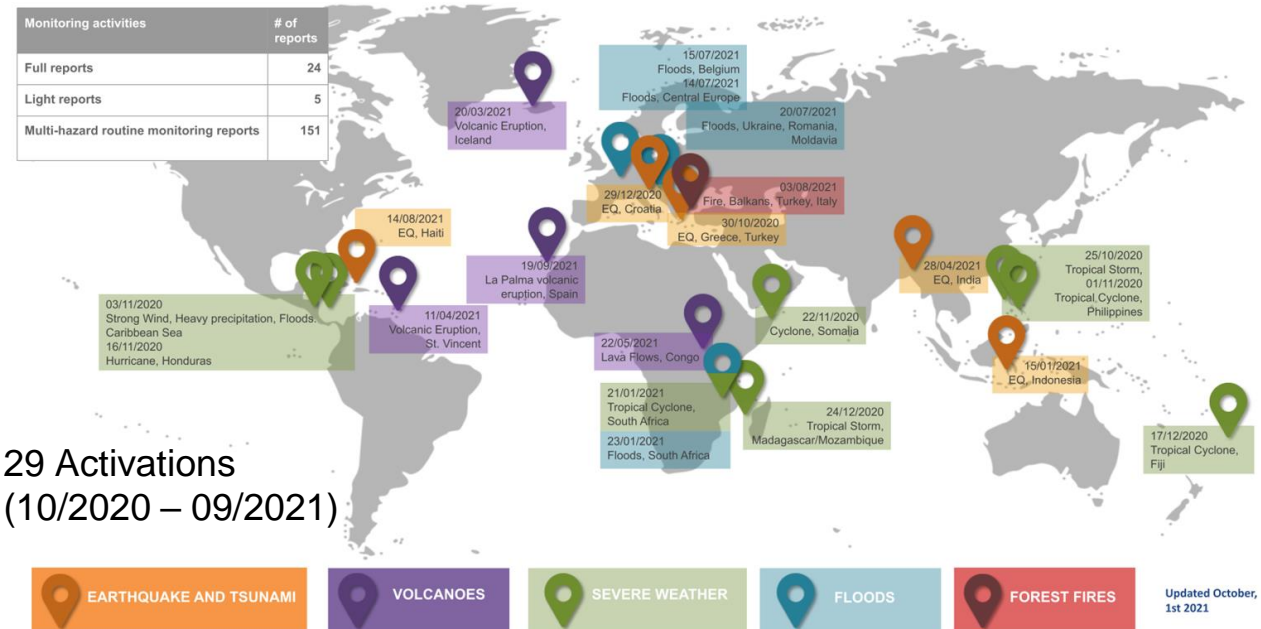 Monitoring activities # of reports
Full reports 24
Light reports 5
Multi-hazard routine monitoring reports 151
15/07/2021
Floods, Belgium
14/07/2021
Floods, Central Europe
20/03/2021
Volcanic Eruption,
Iceland
20/07/2021
Floods, Ukraine, Romania,
Moldavia
29/12/2020
EQ, Croatia
03/08/2021
Fire, Balkans, Turkey, Italy
14/08/2021
EQ, Haiti
30/10/2020
EQ, Greece, Turkey
19/09/2021
La Palma volcanic
eruption, Spain
28/04/2021
EQ, India
25/10/2020
Tropical Storm,
01/11/2020
Tropical Cyclone,
Philippines
03/11/2020
Strong Wind, Heavy precipitation, Floods.
Caribbean Sea
16/11/2020
Hurricane, Honduras
11/04/2021
Volcanic Eruption,
St. Vincent
22/11/2020
Cyclone, Somalia
22/05/2021
Lava Flows, Congo
15/01/2021
EQ, Indonesia
21/01/2021
Tropical Cyclone,
South Africa
23/01/2021
Floods, South Africa
24/12/2020
Tropical Storm,
Madagascar/Mozambique
17/12/2020
Tropical Cyclone,
Fiji
29 Activations
(10/2020 – 09/2021)
EARTHQUAKE AND TSUNAMI
VOLCANOES
SEVERE WEATHER
FLOODS
FOREST FIRES
Updated October,
1st 2021